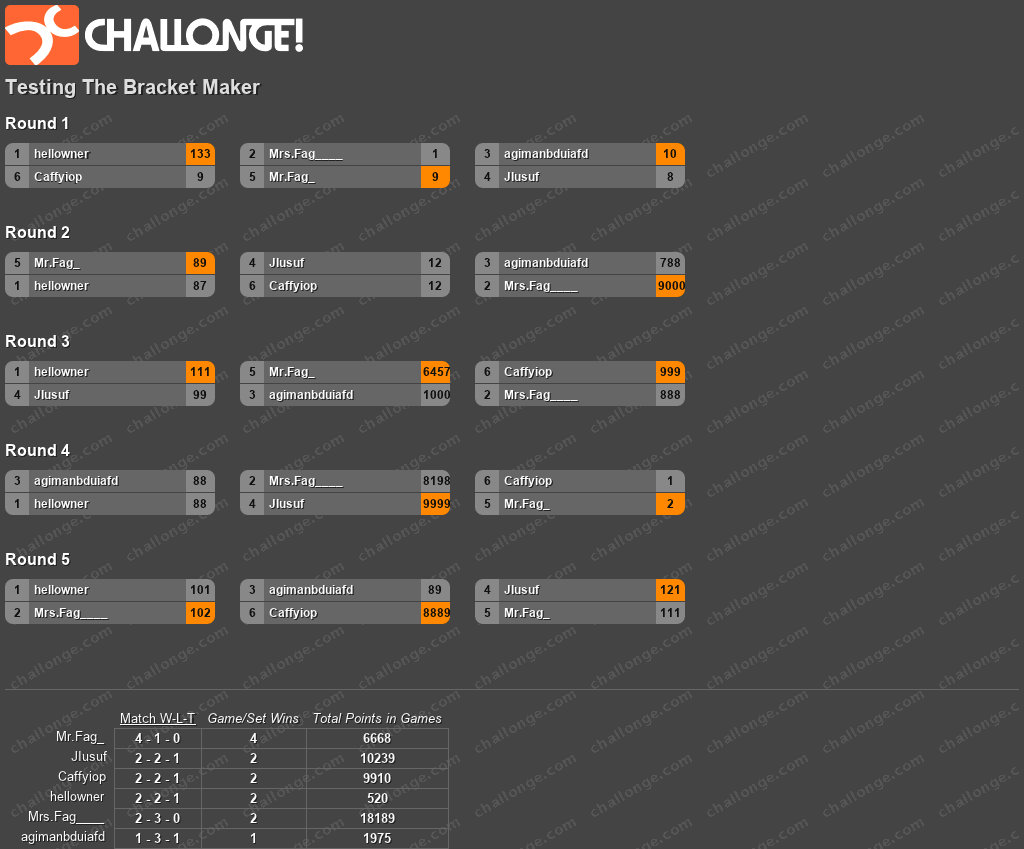 CHALLONGE!
Testing The Bracket Maker
Round 1
1 hellowner 133 2 Mrs.Fag____ 1 3 agimanbduiafd 10
6 Caffyiop 9 5 Mr.Fag_ 9 4 Jlusuf 8
Round 2
5 Mr.Fag_ 89 4 Jlusuf 12 3 agimanbduiafd 788
1 hellowner 87 6 Caffyiop 12 2 Mrs.Fag____ 9000
Round 3
1 hellowner 111 5 Mr.Fag_ 6457 6 Caffyiop 999
4 Jlusuf 99 3 agimanbduiafd 1000 2 Mrs.Fag____ 888
Round 4
3 agimanbduiafd 88 2 Mrs.Fag____ 8198 6 Caffyiop 1
1 hellowner 88 4 Jlusuf 9999 5 Mr.Fag_ 2
Round 5
1 hellowner 101 3 agimanbduiafd 89 4 Jlusuf 121
2 Mrs.Fag____ 102 6 Caffyiop 8889 5 Mr.Fag_ 111
Match W-L-T Game/Set Wins Total Points in Games
Mr.Fag_ 4 - 1 - 0 4 6668
Jlusuf 2 - 2 - 1 2 10239
Caffyiop 2 - 2 - 1 2 9910
hellowner 2 - 2 - 1 2 520
Mrs.Fag____ 2 - 3 - 0 2 18189
agimanbduiafd 1 - 3 - 1 1 1975
challonge.com